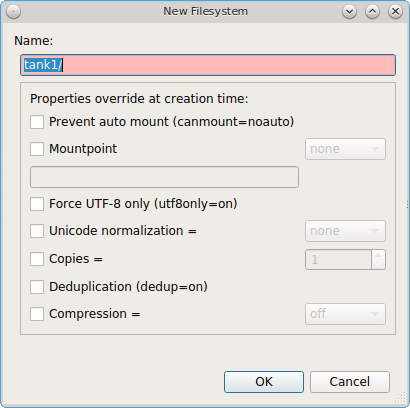 New Filesystem
Name:
tank1/
Properties override at creation time:
Prevent auto mount (canmount=noauto)
Mountpoint none
Force UTF-8 only (utf8only=on)
Unicode normalization = none
Copies = 1
Deduplication (dedup=on)
Compression = off
OK Cancel